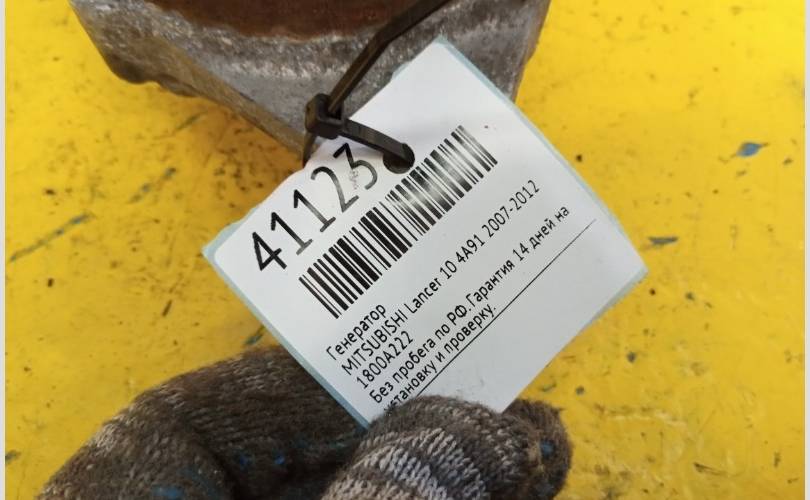 41123
Генератор
MITSUBISHI Lancer 10 4A91 2007-2012
1800A222
Без пробега по РФ.Гарантия 14 дней на
установку и проверку.